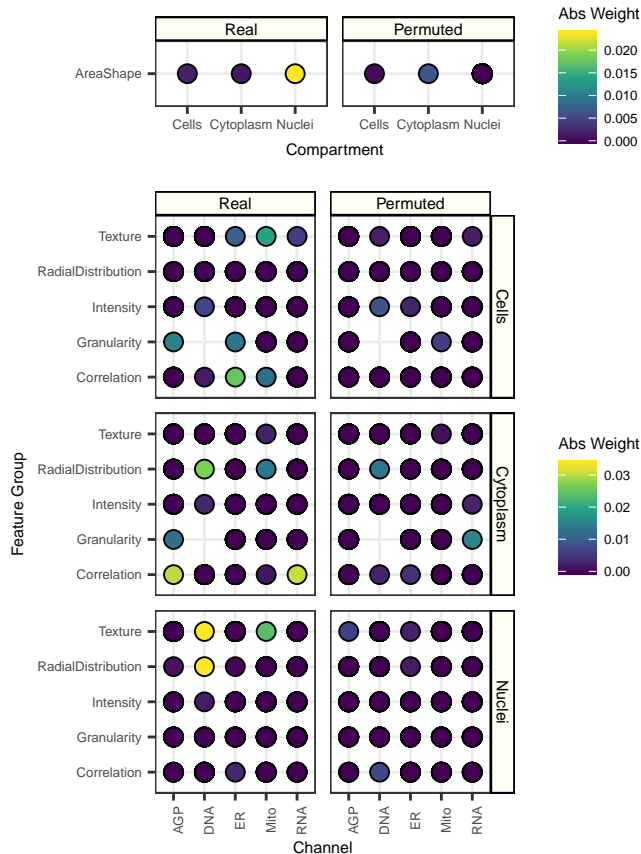 Real Permuted
AreaShape
Cells Cytoplasm Nuclei Cells Cytoplasm Nuclei
Compartment
Abs Weight
0.020
0.015
0.010
0.005
0.000
Real Permuted
Feature Group
Texture
RadialDistribution
Intensity
Granularity
Correlation
Cells
Texture
RadialDistribution
Intensity
Granularity
Correlation
Cytoplasm
Texture
RadialDistribution
Intensity
Granularity
Correlation
Nuclei
AGP DNA ER Mito RNA AGP DNA ER Mito RNA
Channel
Abs Weight
0.03
0.02
0.01
0.00